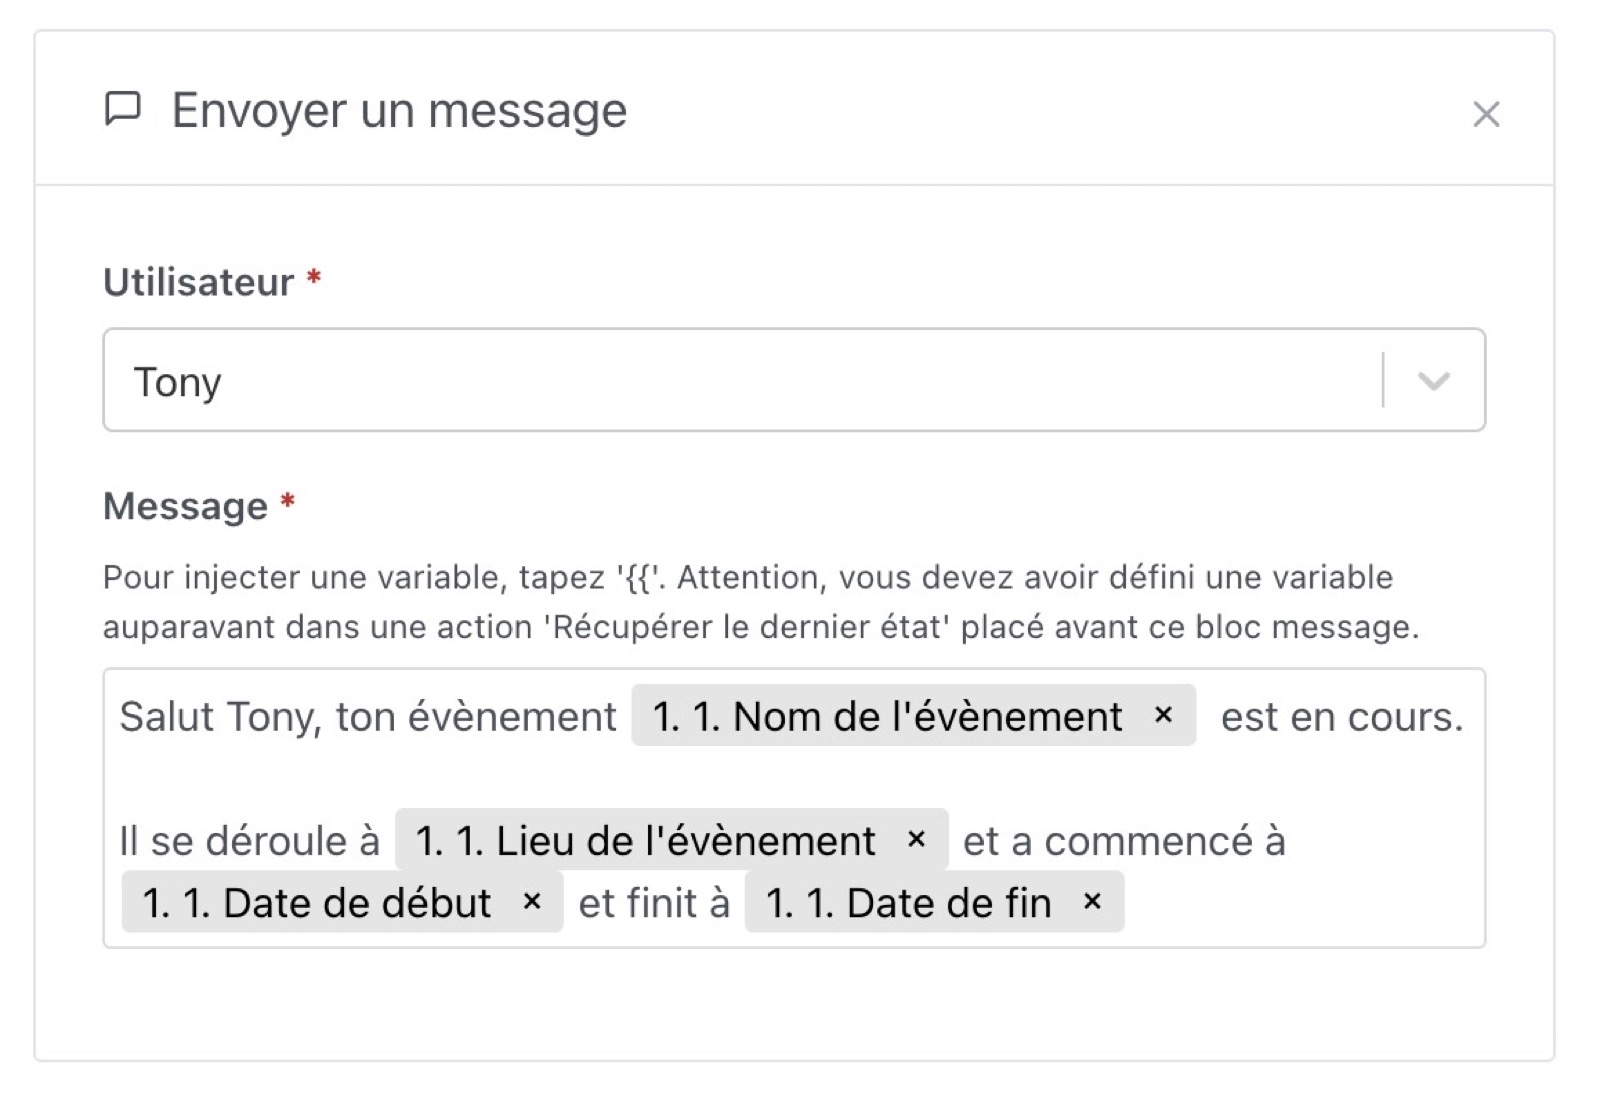 Envoyer un message
Utilisateur *
Tony
Message *
Pour injecter une variable, tapez '{{'. Attention, vous devez avoir défini une variable
auparavant dans une action 'Récupérer le dernier état' placé avant ce bloc message.
Salut Tony, ton évènement 1. 1. Nom de l'évènement × est en cours.
Il se déroule à 1. 1. Lieu de l'évènement × et a commencé à
1. 1. Date de début × et finit à 1. 1. Date de fin ×